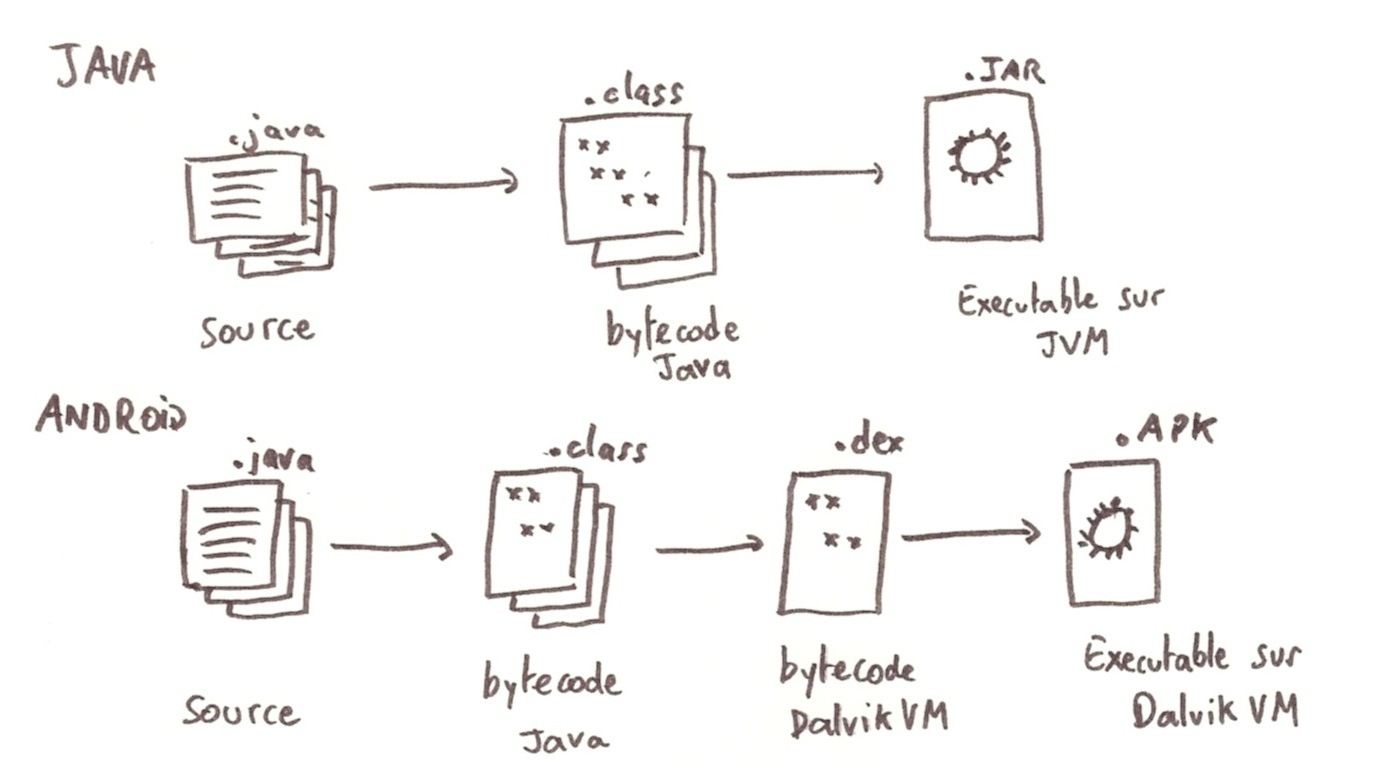 JAVA
.java
.class
.JAR
Source
bytecode
Java
Executable sur
JVM
ANDROiD
.java
.class
.dex
.APK
Source
bytecode
Java
bytecode
Dalvik VM
Executable sur
Dalvik VM